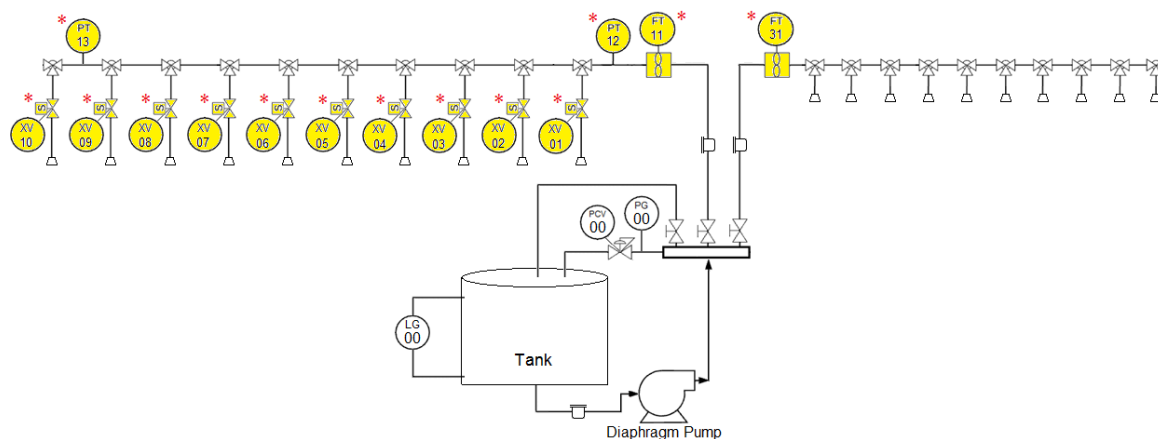 * PT
13
* PT
12
* FT *
11
* FT
31
* S
XV
10
* S
XV
09
* S
XV
08
* S
XV
07
* S
XV
06
* S
XV
05
* S
XV
04
* S
XV
03
* S
XV
02
* S
XV
01
PCV
00
PG
00
LG
00
Tank
Diaphragm Pump